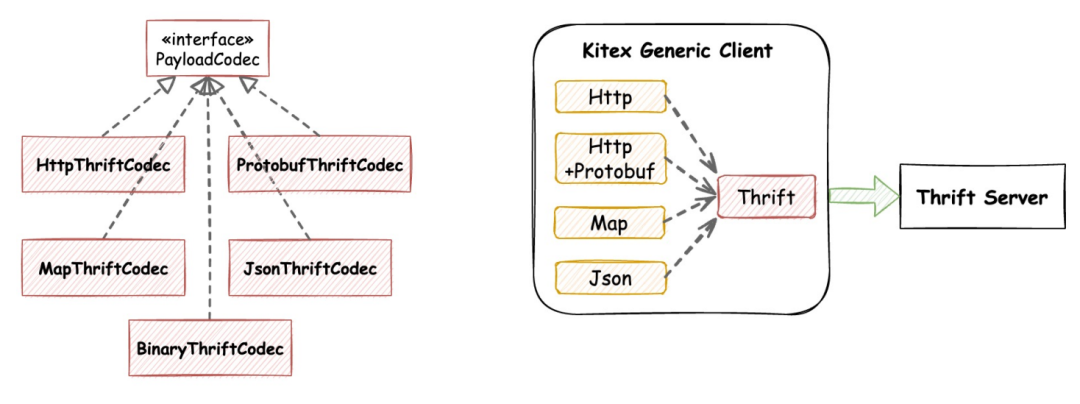 «interface»
PayloadCodec
HttpThriftCodec
ProtobufThriftCodec
MapThriftCodec
JsonThriftCodec
BinaryThriftCodec
Kitex Generic Client
Http
Http
+Protobuf
Map
Json
Thrift
Thrift Server